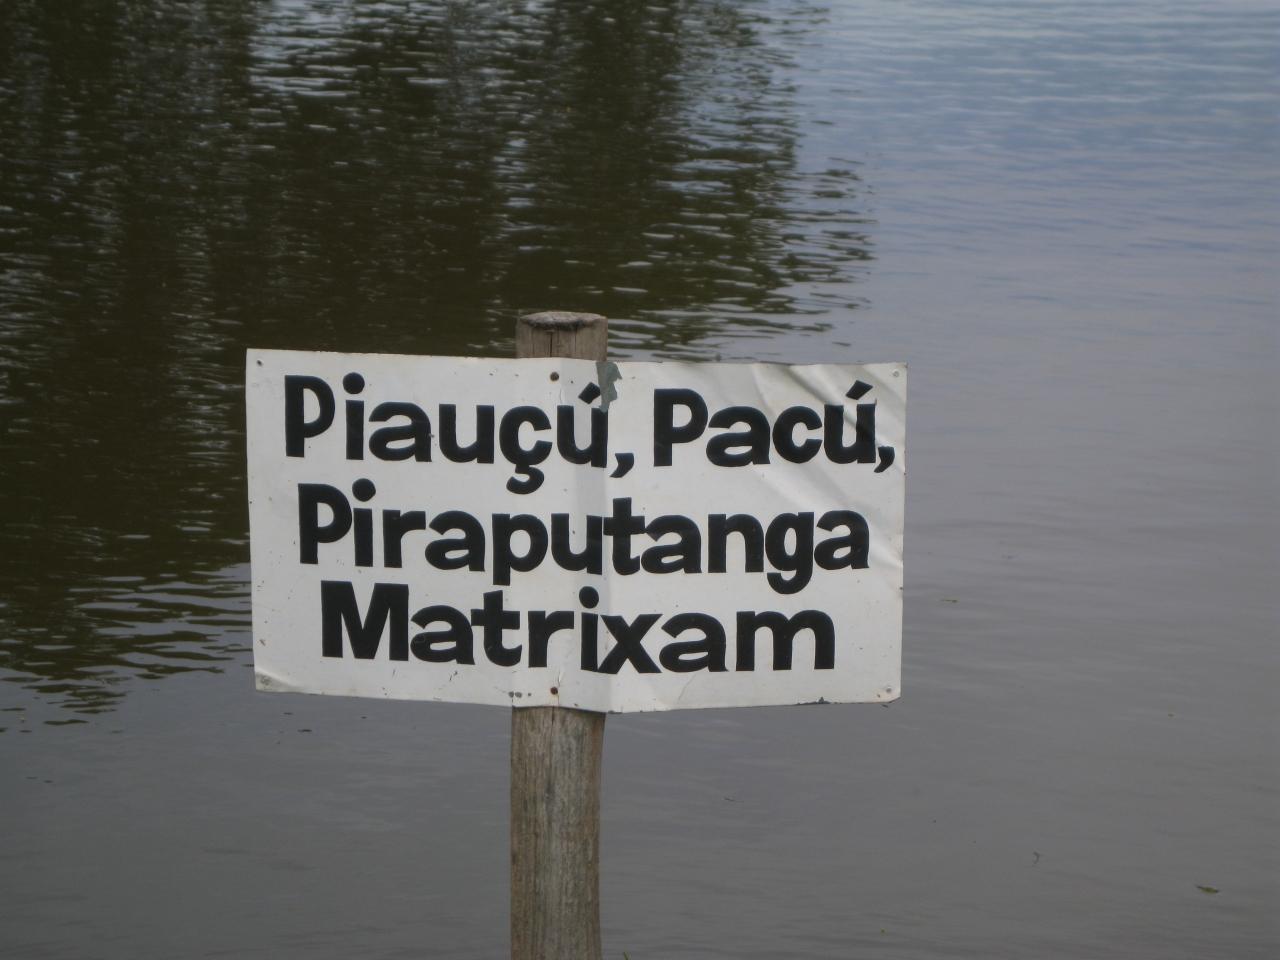 Piauçú, Pacú,
Piraputanga
Matrixam